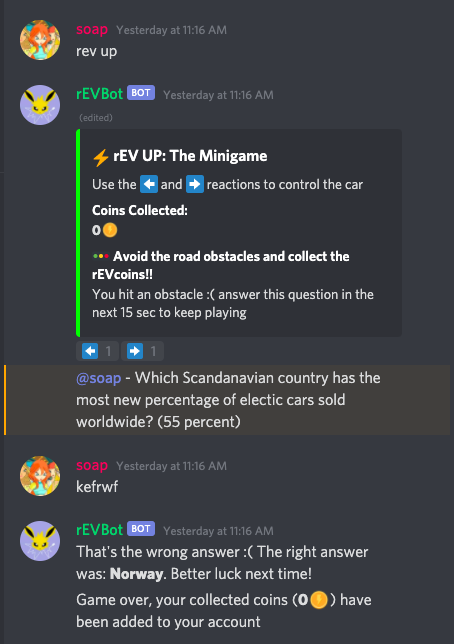 soap Yesterday at 11:16 AM
rev up
rEVBot BOT Yesterday at 11:16 AM
(edited)
⚡ rEV UP: The Minigame
Use the ⬅️ and ➡️ reactions to control the car
Coins Collected:
0
Avoid the road obstacles and collect the
rEVcoins!!
You hit an obstacle :( answer this question in the
next 15 sec to keep playing
⬅️ 1 ➡️ 1
@soap - Which Scandanavian country has the
most new percentage of electic cars sold
worldwide? (55 percent)
soap Yesterday at 11:16 AM
kefrwf
rEVBot BOT Yesterday at 11:16 AM
That's the wrong answer :( The right answer
was: Norway. Better luck next time!
Game over, your collected coins (0) have
been added to your account